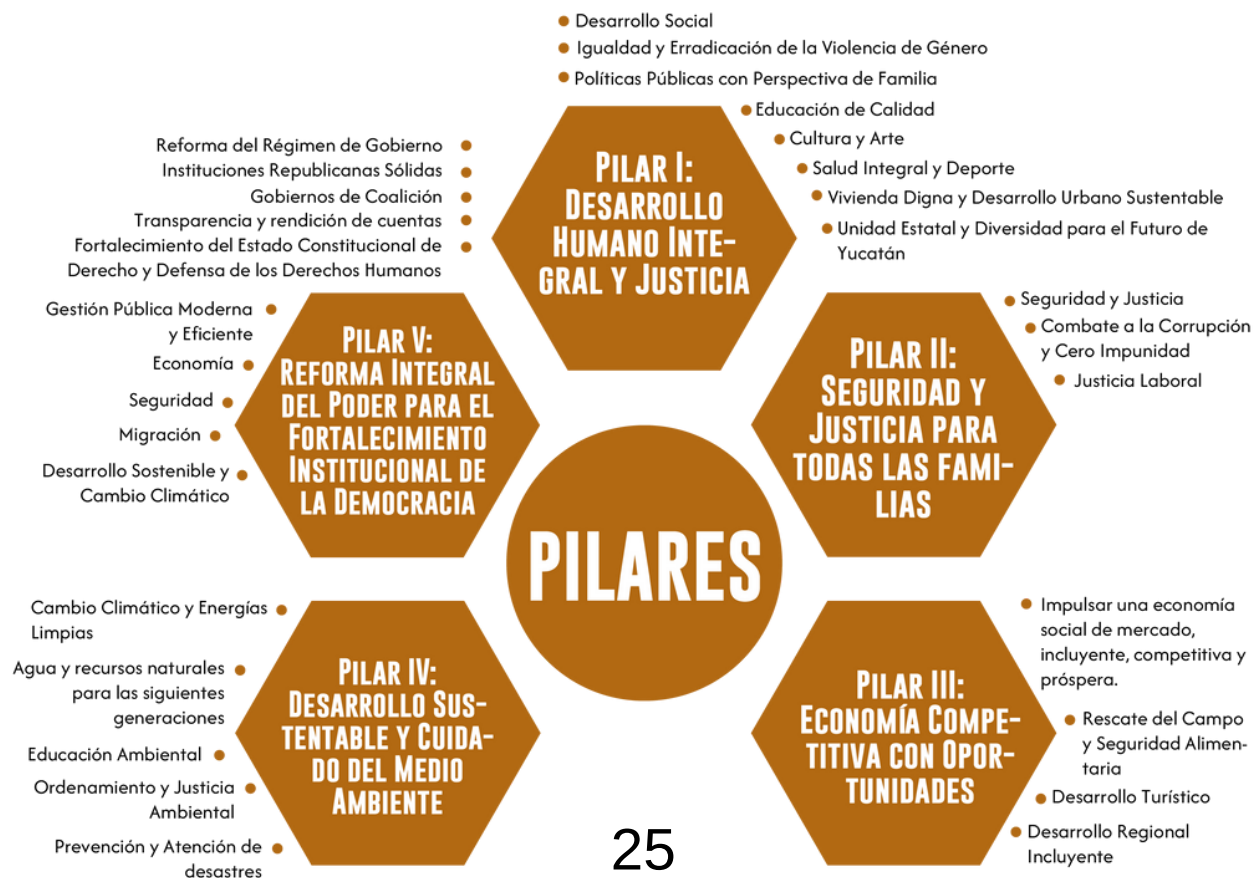 Desarrollo Social
Igualdad y Erradicación de la Violencia de Género
Políticas Públicas con Perspectiva de Familia
Educación de Calidad
Cultura y Arte
Salud Integral y Deporte
Vivienda Digna y Desarrollo Urbano Sustentable
Unidad Estatal y Diversidad para el Futuro de
Yucatán
PILAR I:
DESARROLLO
HUMANO INTE-
GRAL Y JUSTICIA
Seguridad y Justicia
Combate a la Corrupción
y Cero Impunidad
Justicia Laboral
PILAR II:
SEGURIDAD Y
JUSTICIA PARA
TODAS LAS FAMI-
LIAS
Impulsar una economía
social de mercado,
incluyente, competitiva y
próspera.
Rescate del Campo
y Seguridad Alimen-
taria
Desarrollo Turístico
Desarrollo Regional
Incluyente
PILAR III:
ECONOMÍA COMPE-
TITIVA CON OPOR-
TUNIDADES
Cambio Climático y Energías
Limpias
Agua y recursos naturales
para las siguientes
generaciones
Educación Ambiental
Ordenamiento y Justicia
Ambiental
Prevención y Atención de
desastres
PILAR IV:
DESARROLLO SUS-
TENTABLE Y CUIDA-
DO DEL MEDIO
AMBIENTE
Reforma del Régimen de Gobierno
Instituciones Republicanas Sólidas
Gobiernos de Coalición
Transparencia y rendición de cuentas
Fortalecimiento del Estado Constitucional de
Derecho y Defensa de los Derechos Humanos
Gestión Pública Moderna
y Eficiente
Economía
Seguridad
Migración
Desarrollo Sostenible y
Cambio Climático
PILAR V:
REFORMA INTEGRAL
DEL PODER PARA EL
FORTALECIMIENTO
INSTITUCIONAL DE
LA DEMOCRACIA
PILARES
25